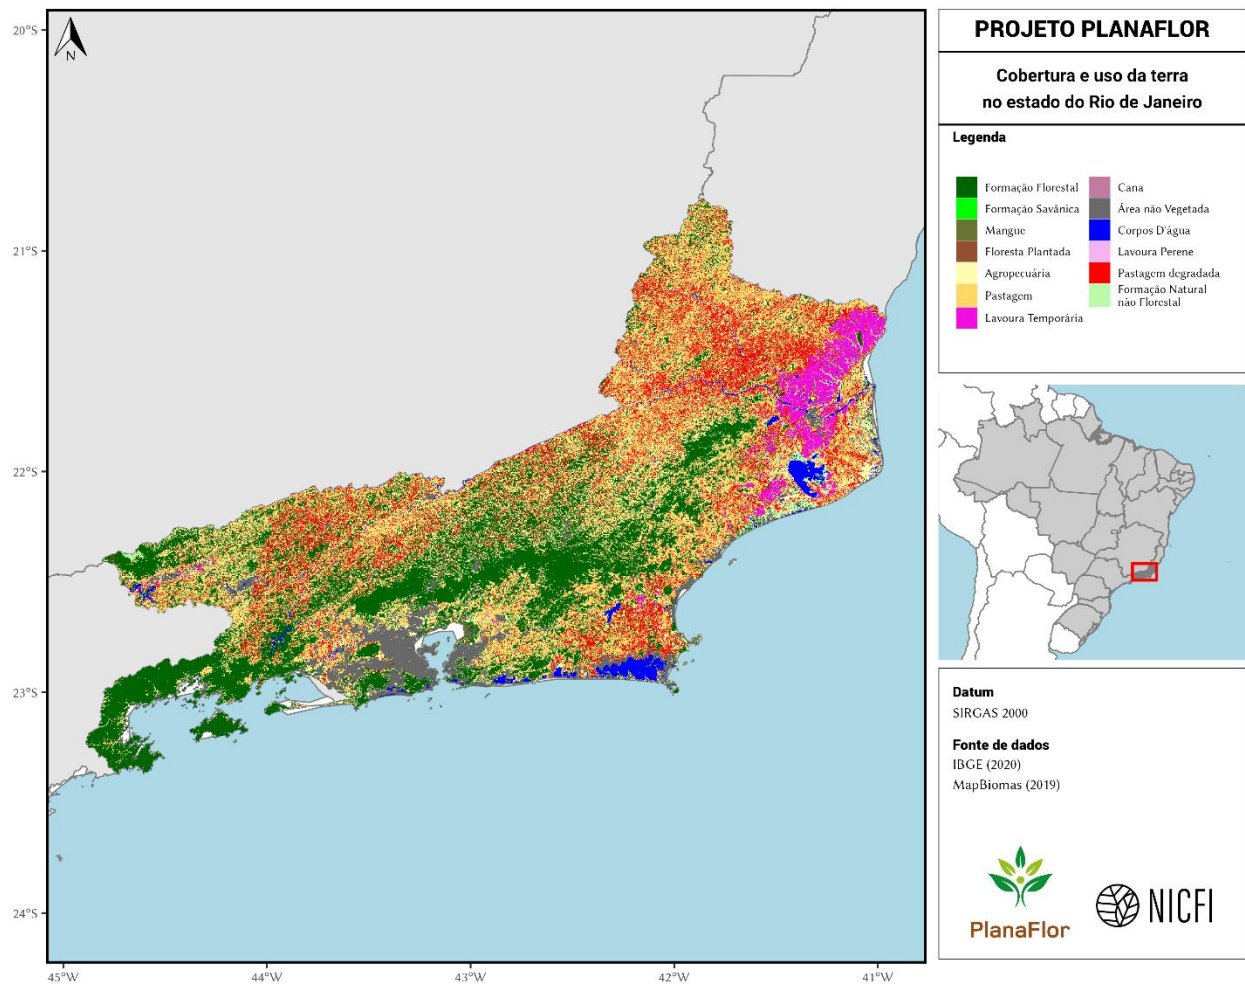 PROJETO PLANAFLOR
Cobertura e uso da terra
no estado do Rio de Janeiro
Legenda
Formação Florestal
Formação Savânica
Mangue
Floresta Plantada
Agropecuária
Pastagem
Lavoura Temporária
Cana
Área não Vegetada
Corpos D'água
Lavoura Perene
Pastagem degradada
Formação Natural
não Florestal
N
20°S
21°S
22°S
23°S
24°S
45°W
44°W
43°W
42°W
41°W
Datum
SIRGAS 2000
Fonte de dados
IBGE (2020)
MapBiomas (2019)
PlanaFlor
NICFI